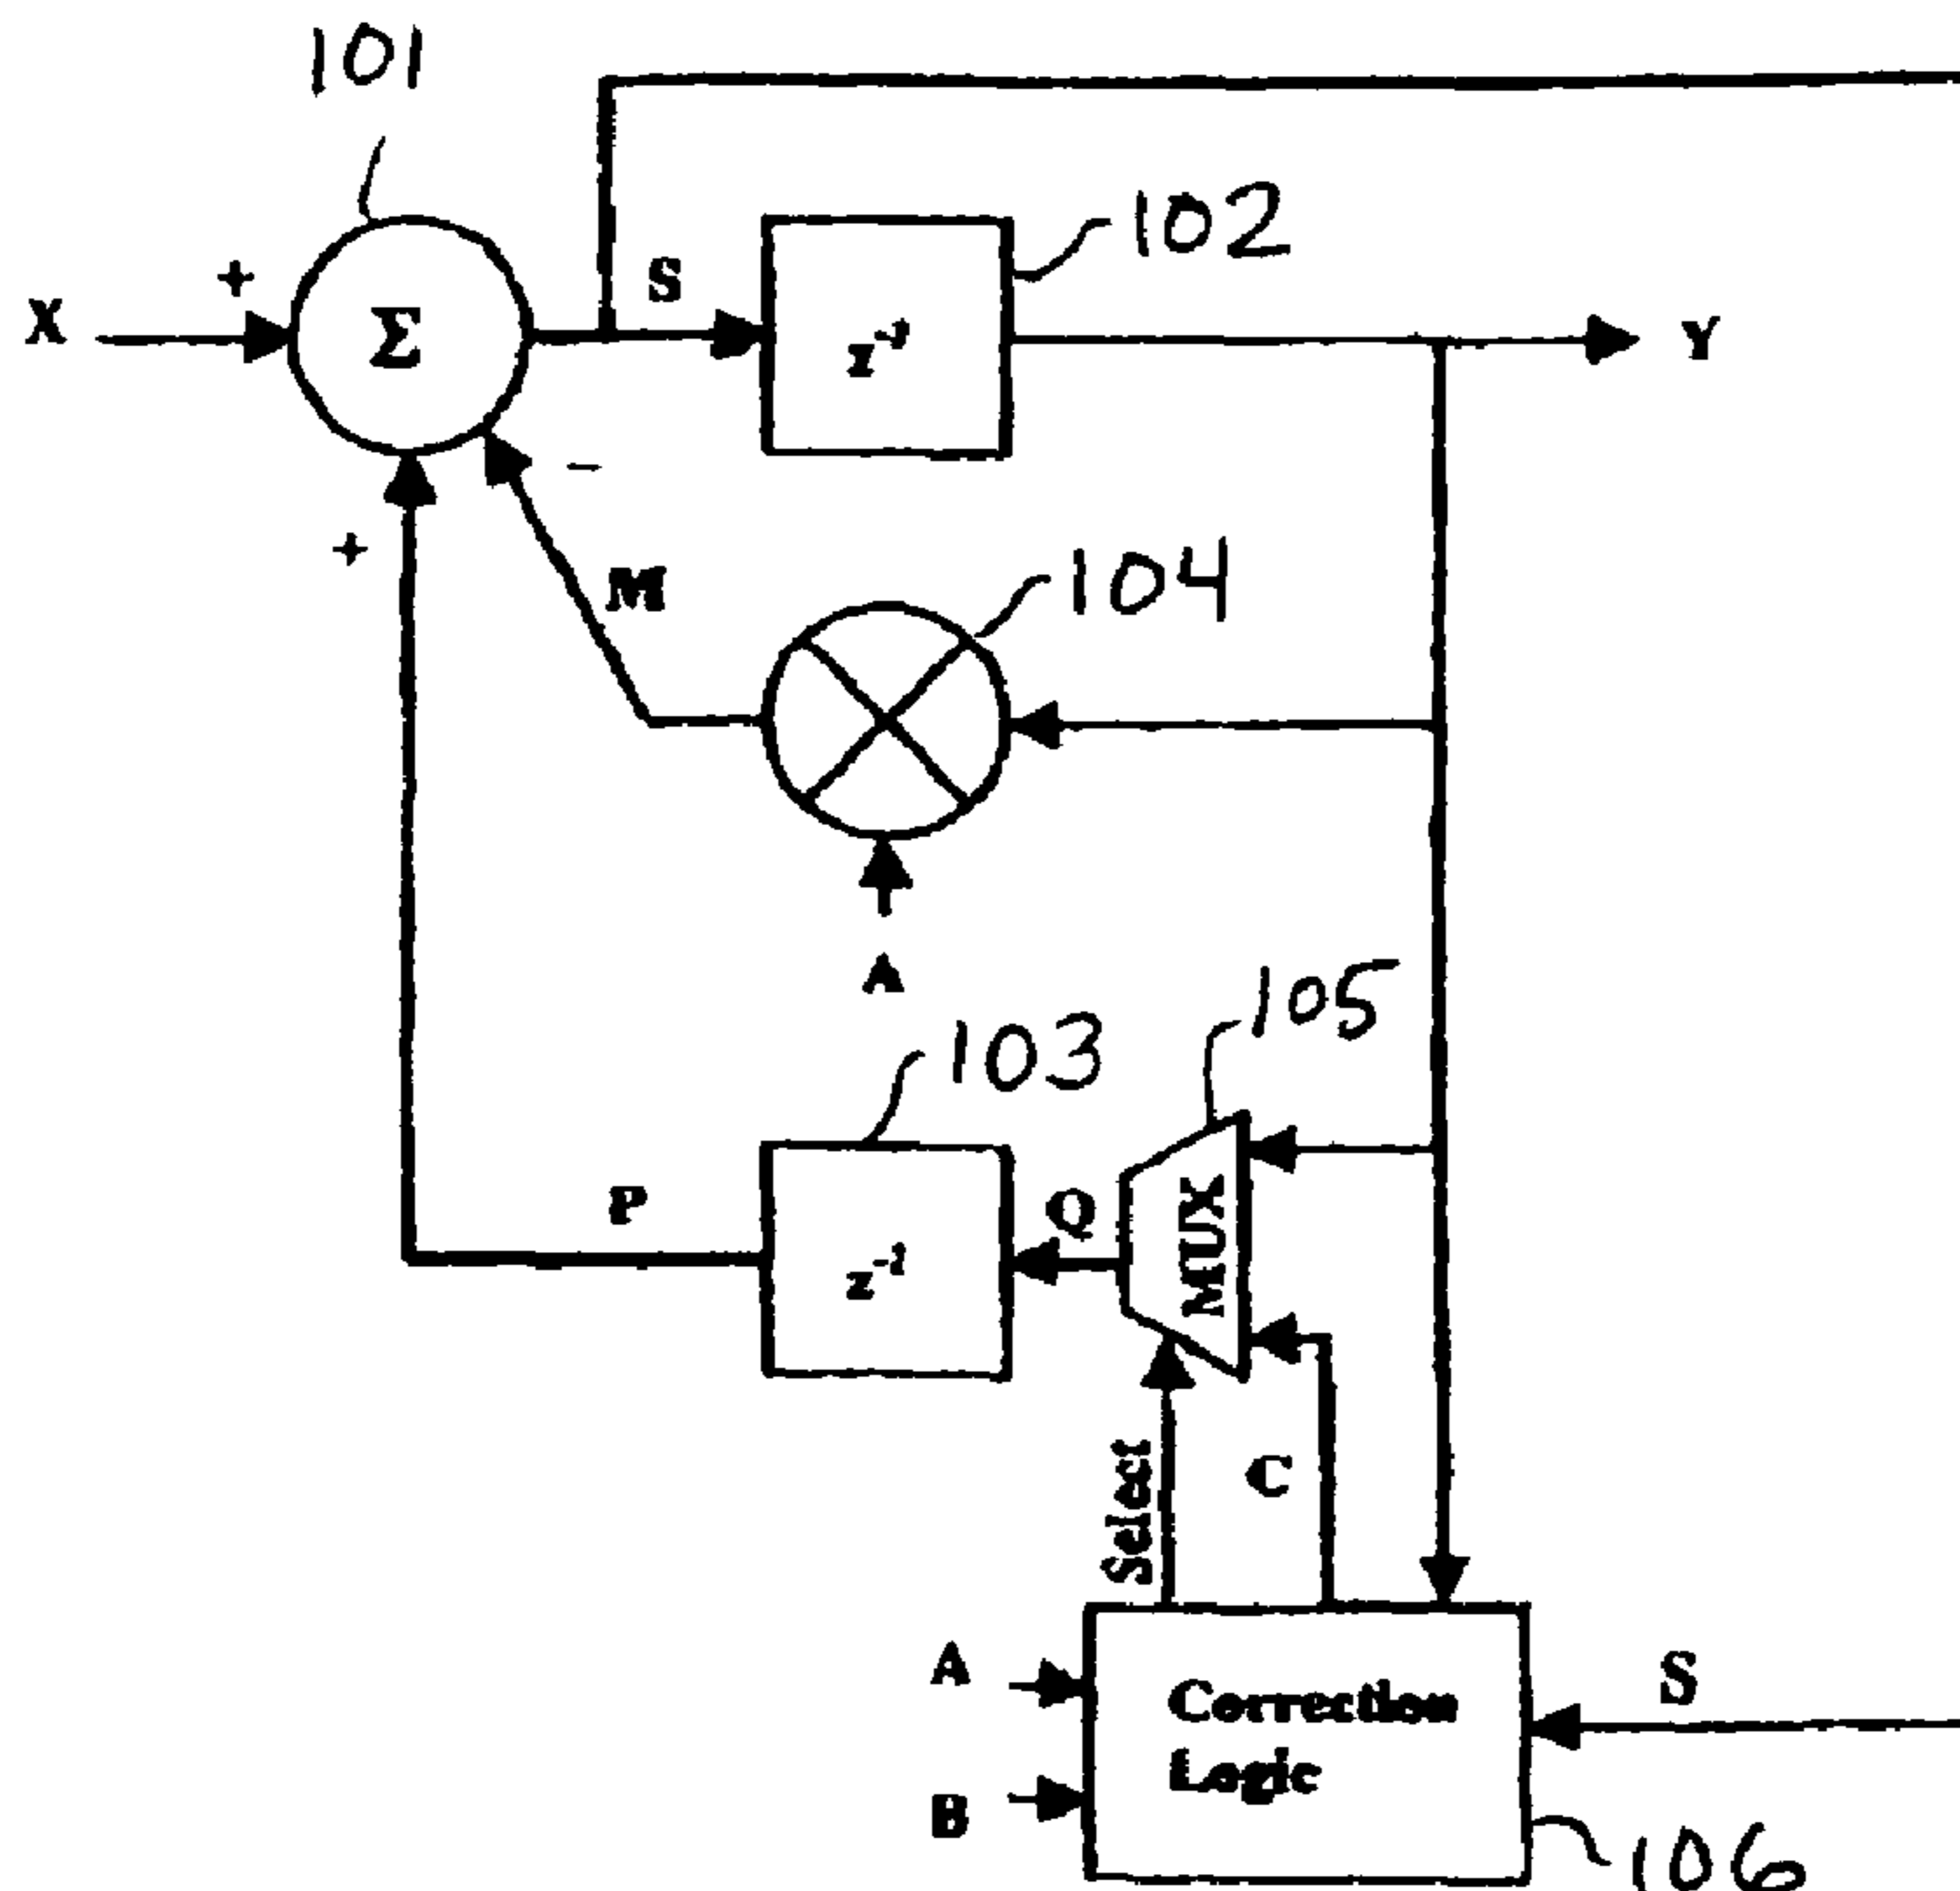 101
102
+
S
X
Σ
z⁻¹
Y
-
+
M
104
A
105
103
P
Q
MUX
z⁻¹
Select
C
A
Correction
Logic
S
B
106